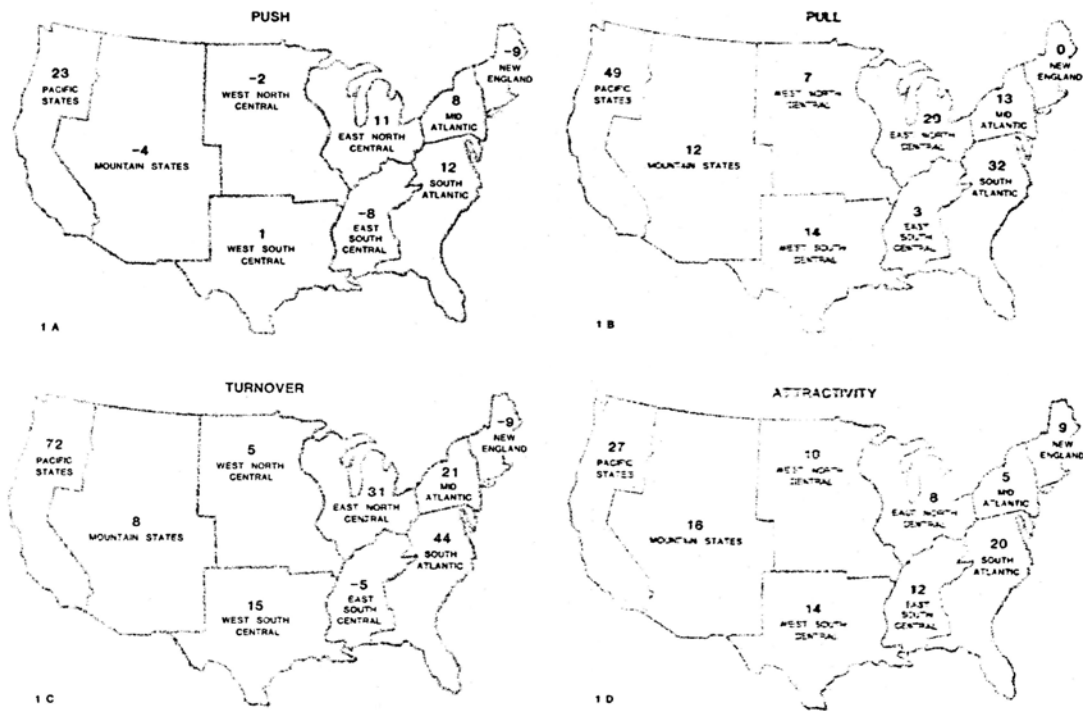 PUSH
23
PACIFIC
STATES
-2
WEST NORTH
CENTRAL
-9
NEW
ENGLAND
8
MID
ATLANTIC
11
EAST NORTH
CENTRAL
-4
MOUNTAIN STATES
12
SOUTH
ATLANTIC
-8
EAST
SOUTH
CENTRAL
1
WEST SOUTH
CENTRAL
1 A
PULL
49
PACIFIC
STATES
7
WEST NORTH
CENTRAL
0
NEW
ENGLAND
13
MID
ATLANTIC
20
EAST NORTH
CENTRAL
12
MOUNTAIN STATES
32
SOUTH
ATLANTIC
3
EAST
SOUTH
CENTRAL
14
WEST SOUTH
CENTRAL
1 B
TURNOVER
72
PACIFIC
STATES
5
WEST NORTH
CENTRAL
-9
NEW
ENGLAND
21
MID
ATLANTIC
31
EAST NORTH
CENTRAL
8
MOUNTAIN STATES
44
SOUTH
ATLANTIC
-5
EAST
SOUTH
CENTRAL
15
WEST SOUTH
CENTRAL
1 C
ATTRACTIVITY
27
PACIFIC
STATES
10
WEST NORTH
CENTRAL
9
NEW
ENGLAND
5
MID
ATLANTIC
8
EAST NORTH
CENTRAL
16
MOUNTAIN STATES
20
SOUTH
ATLANTIC
12
EAST
SOUTH
CENTRAL
14
WEST SOUTH
CENTRAL
1 D